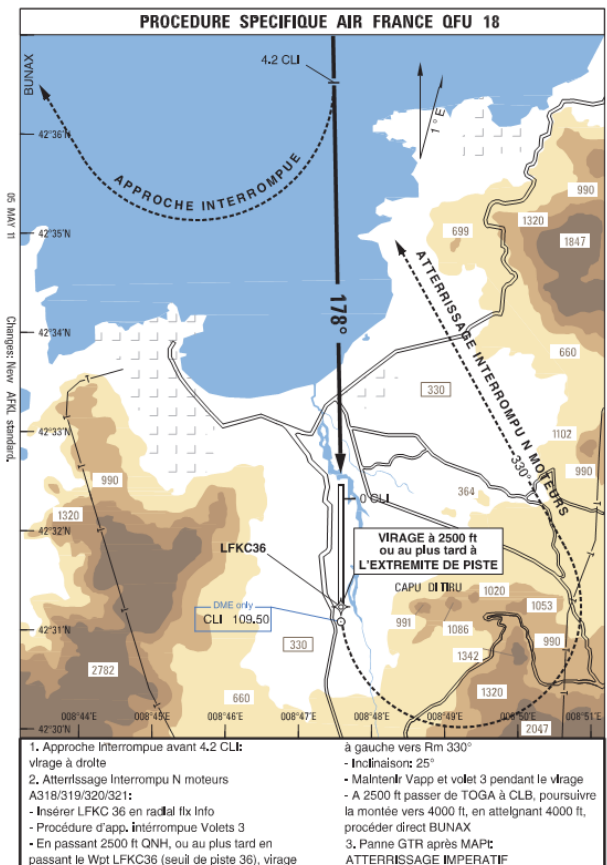 PROCEDURE SPECIFIQUE AIR FRANCE QFU 18
BUNAX
4.2 CLI
1° E
42°36'N
APPROCHE INTERROMPUE
990
1320
699
1847
05 MAY 11
42°35'N
ATTERRISSAGE INTERROMPU N MOTEURS
178°
42°34'N
660
Changes: New AFKL standard.
330
42°33'N
1102
330°
990
990
364
0 CLI
1320
42°32'N
LFKC36
VIRAGE à 2500 ft
ou au plus tard à
L'EXTREMITE DE PISTE
CAPU DI TIRU
1020
DME only
CLI 109.50
1053
991
1086
42°31'N
330
990
1342
2782
660
1320
2047
42°30'N
008°44'E 008°45'E 008°46'E 008°47'E 008°48'E 008°49'E 008°50'E 008°51'E
1. Approche Interrompue avant 4.2 CLI:
virage à droite
2. Atterrissage Interrompu N moteurs
A318/319/320/321:
- Insérer LFKC 36 en radial fix Info
- Procédure d'app. intérrompue Volets 3
- En passant 2500 ft QNH, ou au plus tard en
passant le Wpt LFKC36 (seuil de piste 36), virage
à gauche vers Rm 330°
- Inclinaison: 25°
- Maintenir Vapp et volet 3 pendant le virage
- A 2500 ft passer de TOGA à CLB, poursuivre
la montée vers 4000 ft, en atteignant 4000 ft,
procéder direct BUNAX
3. Panne GTR après MAPt:
ATTERRISSAGE IMPERATIF